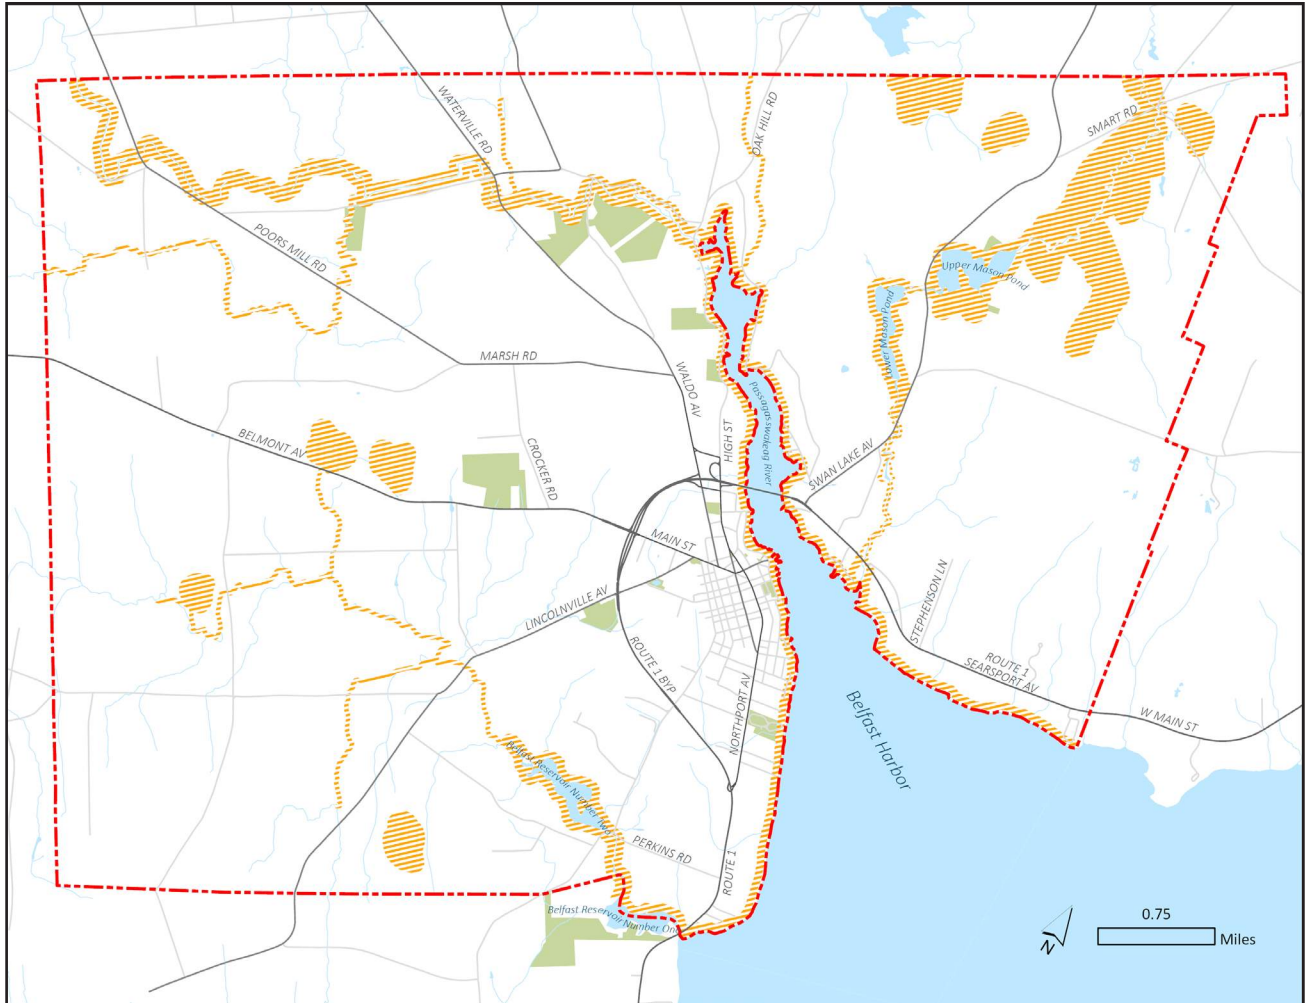 WATERVILLE RD
OAK HILL RD
SMART RD
POORS MILL RD
Upper Mason Pond
Lower Mason Pond
MARSH RD
WALDO AV
Passagasswakeag River
HIGH ST
BELMONT AV
CROCKER RD
SWAN LAKE AV
MAIN ST
LINCOLNVILLE AV
STEPHENSON LN
ROUTE 1 BYP
ROUTE 1
SEARSPORT AV
NORTHPORT AV
W MAIN ST
Belfast Harbor
Belfast Reservoir Number Two
PERKINS RD
ROUTE 1
Belfast Reservoir Number One
N
0.75
Miles